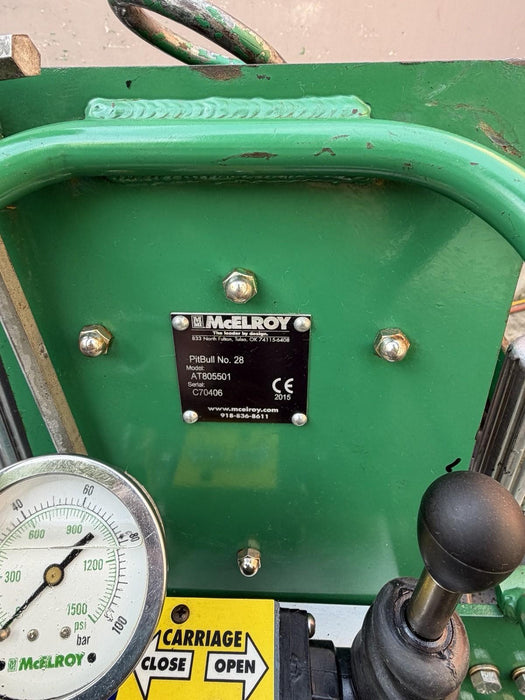 McELROY
The leader by design.
833 North Fulton, Tulsa, OK 74115-6408
PitBull No. 28
Model:
AT805501
Serial:
C70406
CE
2015
www.mcelroy.com
918-836-8611
40
60
80
100
300
600
900
1200
1500
psi
bar
McELROY
CARRIAGE
CLOSE
OPEN